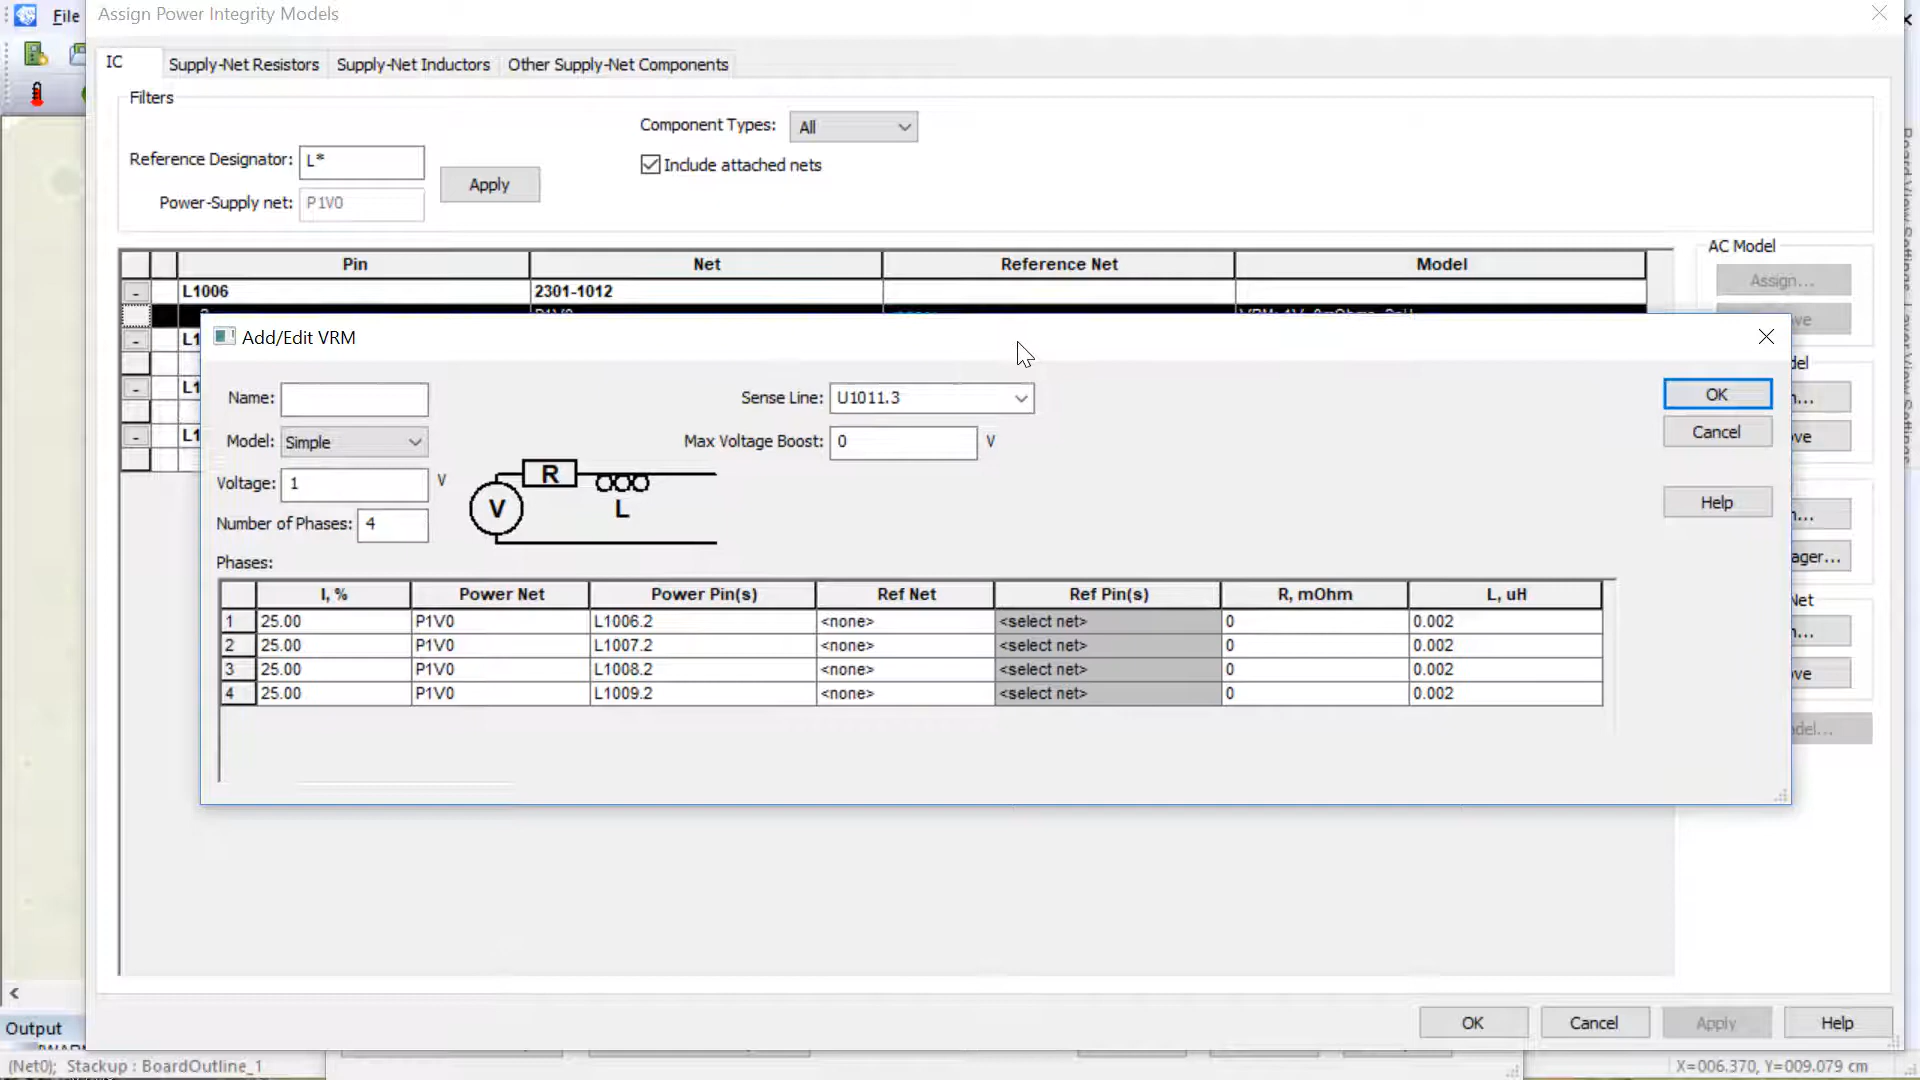 File
Assign Power Integrity Models
IC
Supply-Net Resistors
Supply-Net Inductors
Other Supply-Net Components
Filters
Component Types:
All
Reference Designator:
L*
Apply
Include attached nets
Power-Supply net:
P1V0
Pin
Net
Reference Net
Model
AC Model
Assign...
L1006
2301-1012
Add/Edit VRM
Name:
Sense Line:
U1011.3
OK
Model:
Simple
Max Voltage Boost:
0
V
Cancel
Voltage:
1
V
R
V
L
Help
Number of Phases:
4
Phases:
I, %
Power Net
Power Pin(s)
Ref Net
Ref Pin(s)
R, mOhm
L, uH
1
25.00
P1V0
L1006.2
<none>
<select net>
0
0.002
2
25.00
P1V0
L1007.2
<none>
<select net>
0
0.002
3
25.00
P1V0
L1008.2
<none>
<select net>
0
0.002
4
25.00
P1V0
L1009.2
<none>
<select net>
0
0.002
OK
Cancel
Apply
Help
Output
(Net0); Stackup : BoardOutline_1
X=006.370, Y=009.079 cm